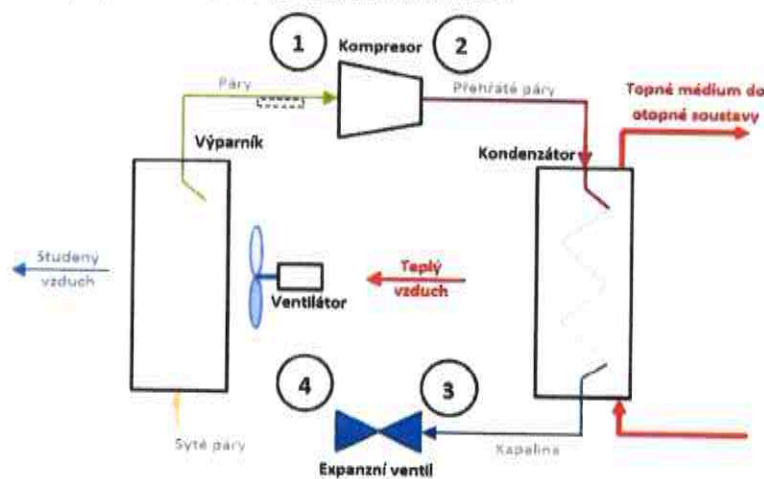 1
Kompresor
2
Páry
Přehřáté páry
Topné médium do
otopné soustavy
Výparník
Kondenzátor
Studený
vzduch
Teplý
vzduch
Ventilátor
4
3
Syté páry
Kapalina
Expanzní ventil